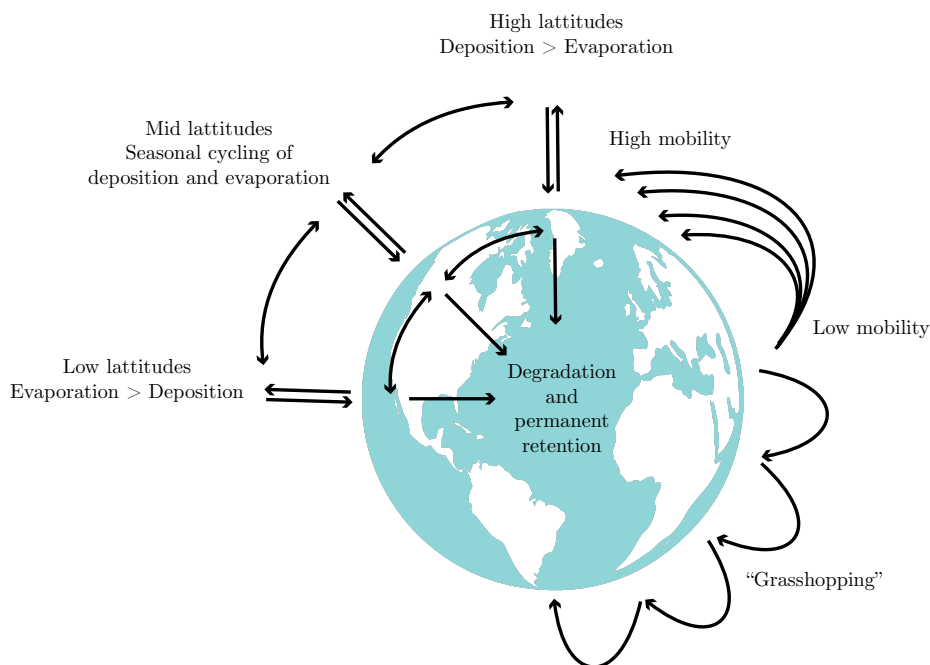 High lattitudes
Deposition > Evaporation
Mid lattitudes
Seasonal cycling of
deposition and evaporation
High mobility
Low mobility
Low lattitudes
Evaporation > Deposition
Degradation
and
permanent
retention
“Grasshopping”